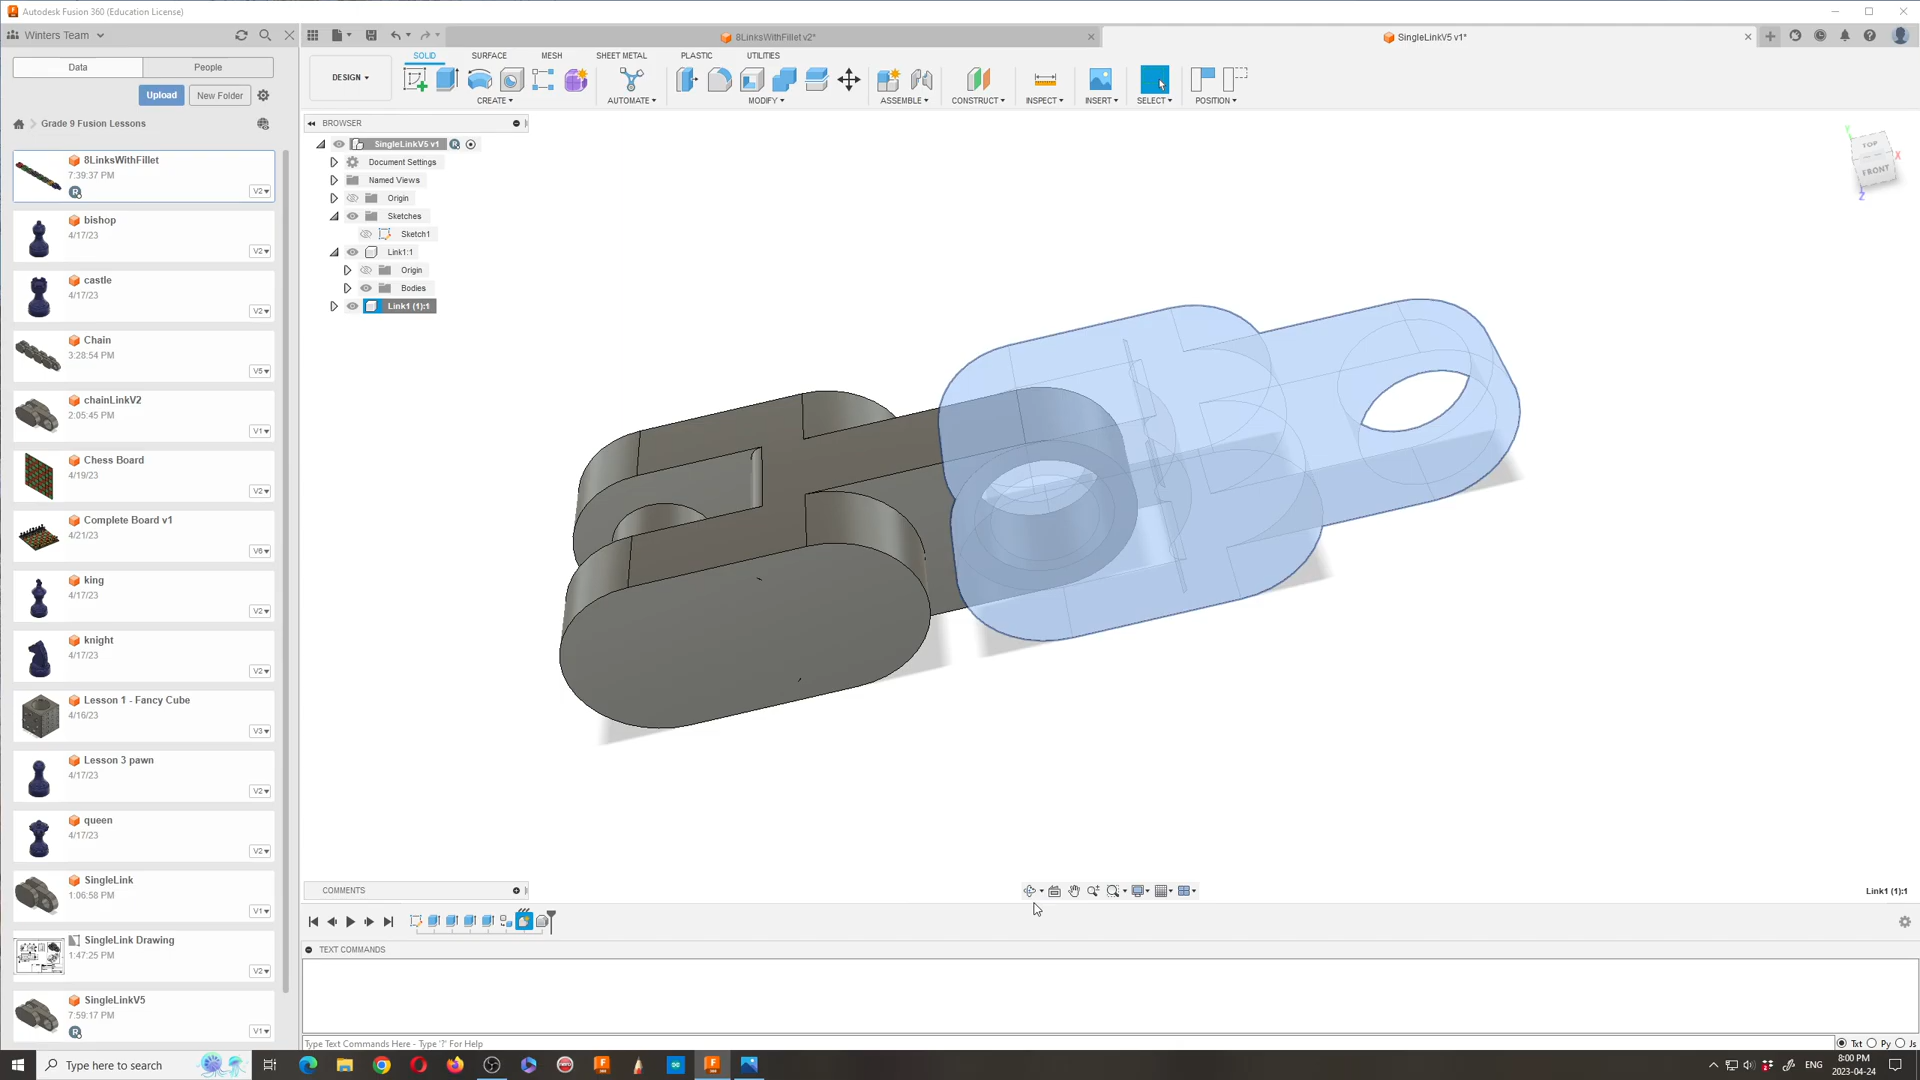 Autodesk Fusion 360 (Education License)
Winters Team
8LinksWithFillet v2*
SingleLinkV5 v1*
Data
People
Upload
New Folder
Grade 9 Fusion Lessons
DESIGN
SOLID
SURFACE
MESH
SHEET METAL
PLASTIC
UTILITIES
CREATE
AUTOMATE
MODIFY
ASSEMBLE
CONSTRUCT
INSPECT
INSERT
SELECT
POSITION
BROWSER
SingleLinkV5 v1
Document Settings
Named Views
Origin
Sketches
Sketch1
Link1:1
Origin
Bodies
Link1 (1):1
Y
TOP
X
FRONT
Z
8LinksWithFillet
7:39:37 PM
R
V2
bishop
4/17/23
V2
castle
4/17/23
V2
Chain
3:28:54 PM
V5
chainLinkV2
2:05:45 PM
V1
Chess Board
4/19/23
V2
Complete Board v1
4/21/23
V6
king
4/17/23
V2
knight
4/17/23
V2
Lesson 1 - Fancy Cube
4/16/23
V3
Lesson 3 pawn
4/17/23
V2
queen
4/17/23
V2
SingleLink
1:06:58 PM
V1
SingleLink Drawing
1:47:25 PM
V2
SingleLinkV5
7:59:17 PM
R
V1
COMMENTS
Link1 (1):1
TEXT COMMANDS
Type Text Commands Here - Type '?' For Help
Txt Py Js
Type here to search
ENG
8:00 PM
2023-04-24